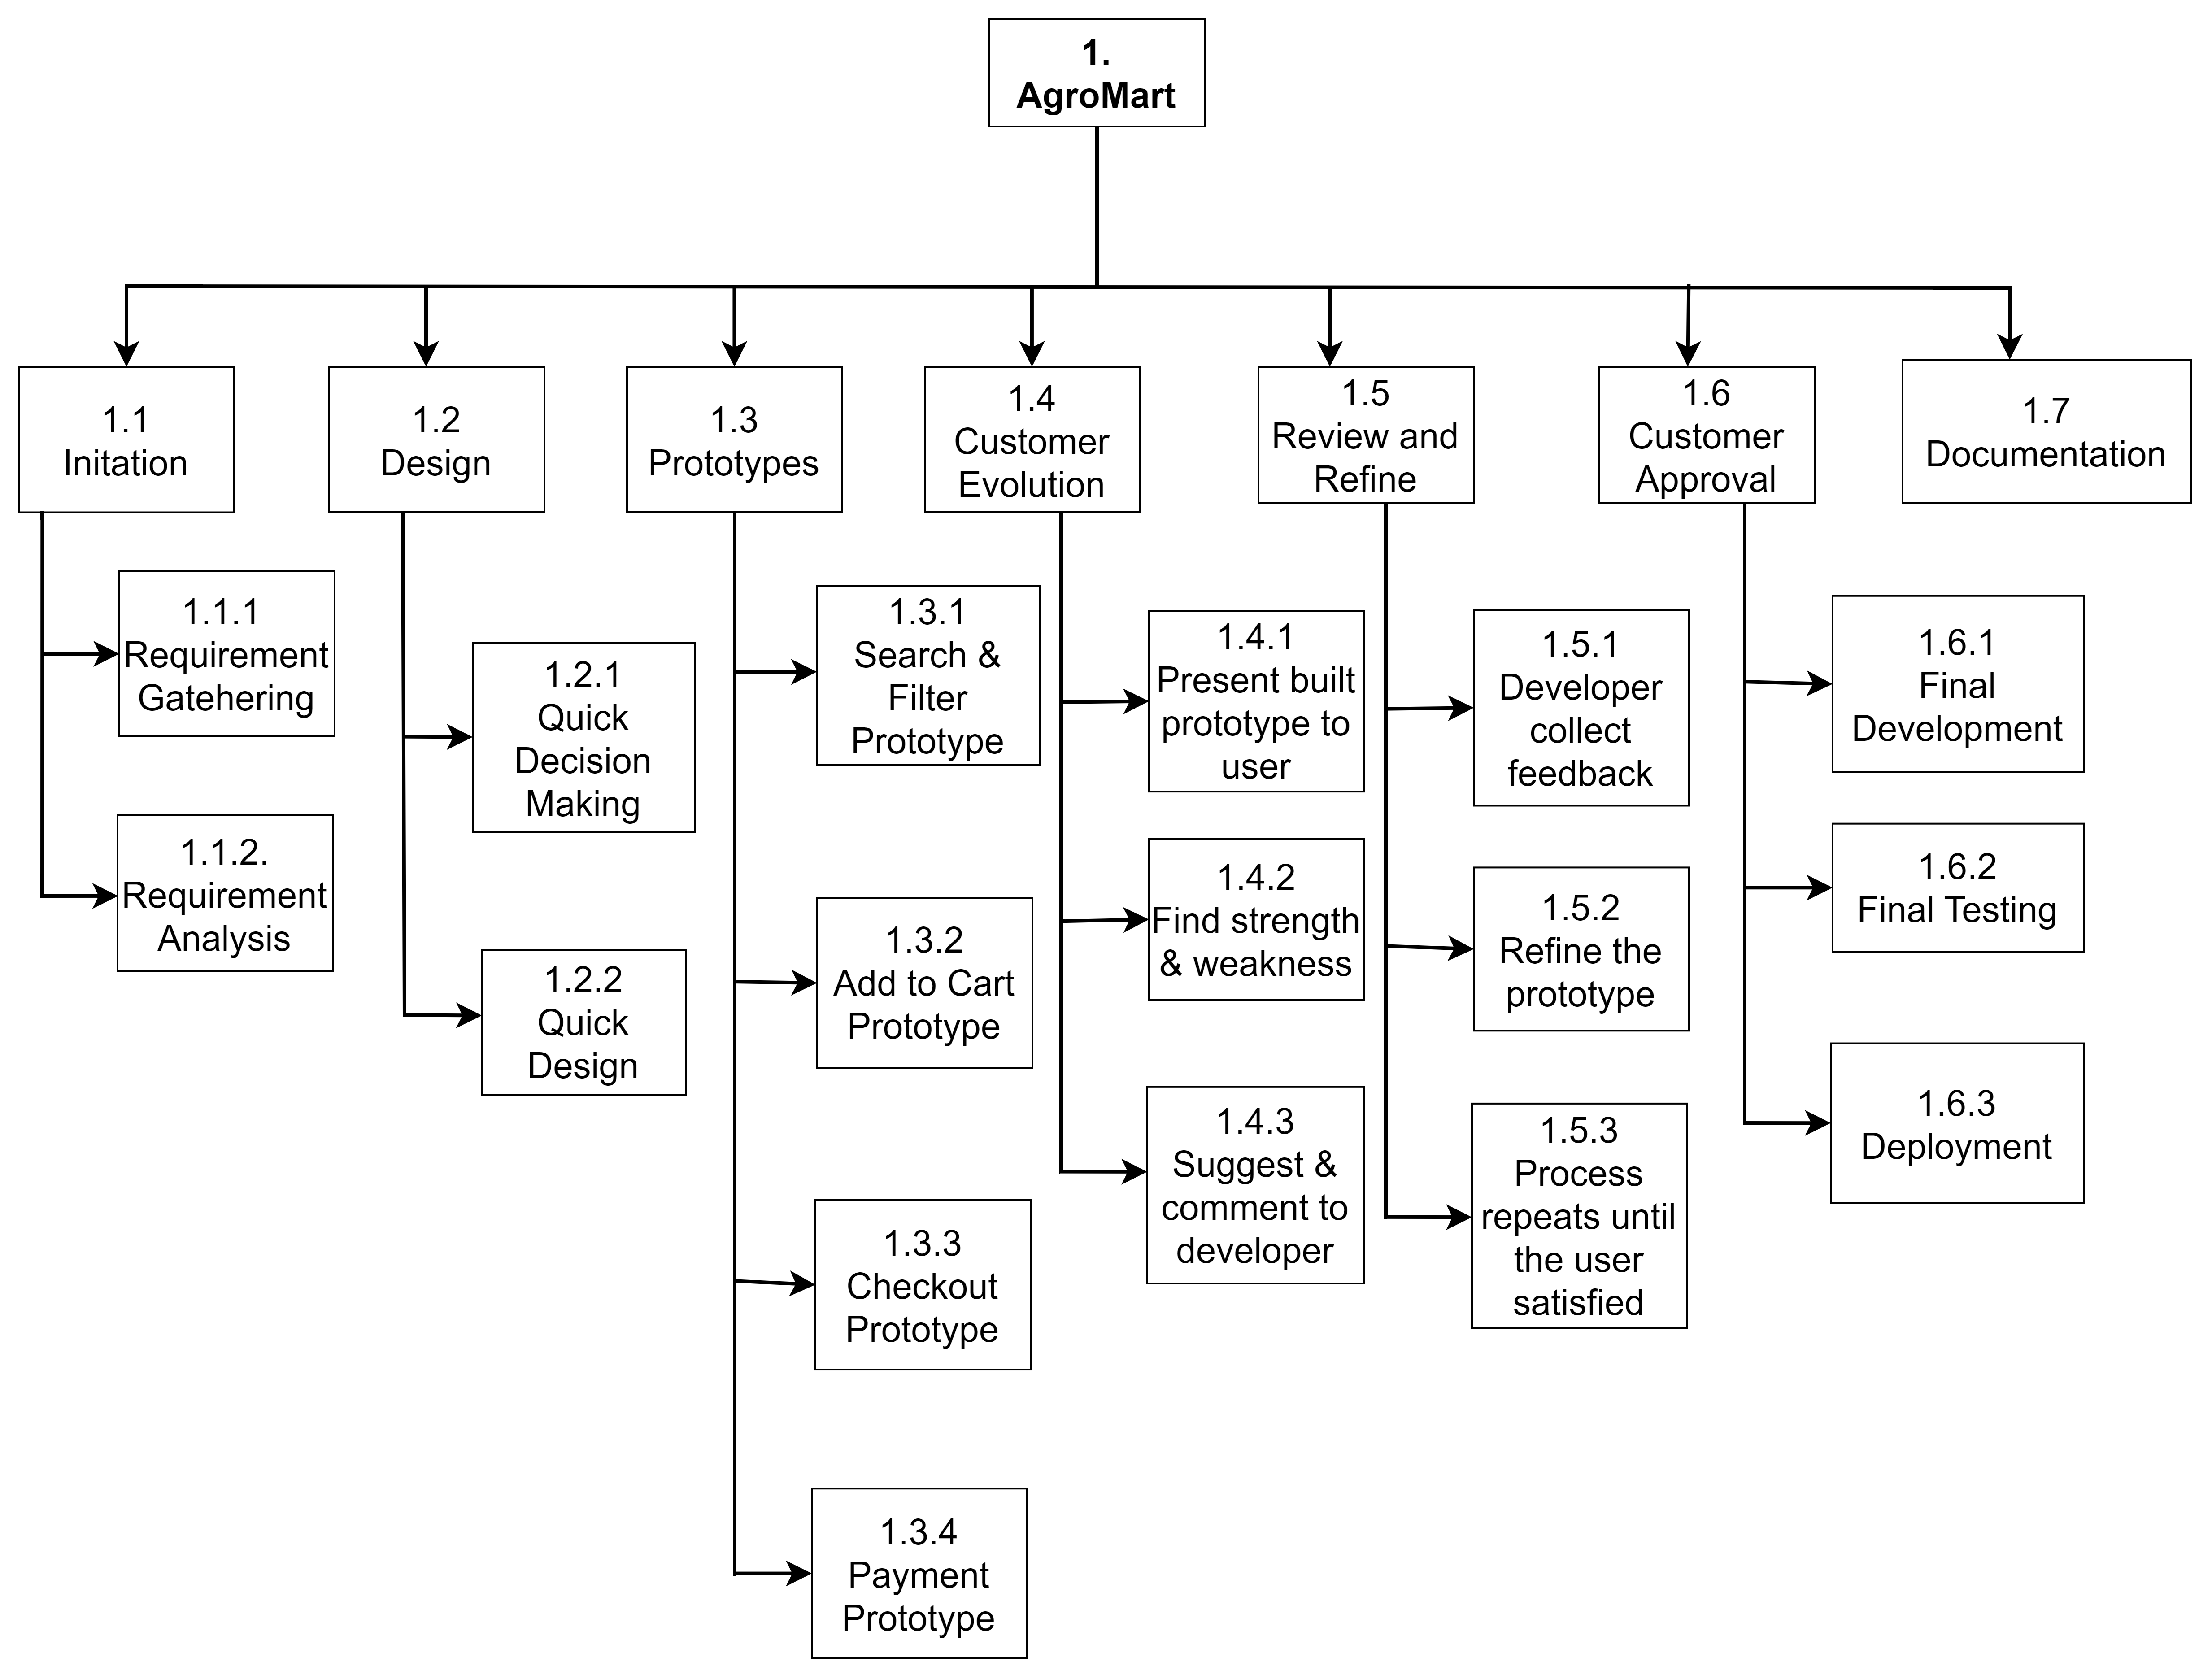 1.
AgroMart
1.1
Initation
1.2
Design
1.3
Prototypes
1.4
Customer
Evolution
1.5
Review and
Refine
1.6
Customer
Approval
1.7
Documentation
1.1.1
Requirement
Gatehering
1.1.2.
Requirement
Analysis
1.2.1
Quick
Decision
Making
1.2.2
Quick
Design
1.3.1
Search &
Filter
Prototype
1.3.2
Add to Cart
Prototype
1.3.3
Checkout
Prototype
1.3.4
Payment
Prototype
1.4.1
Present built
prototype to
user
1.4.2
Find strength
& weakness
1.4.3
Suggest &
comment to
developer
1.5.1
Developer
collect
feedback
1.5.2
Refine the
prototype
1.5.3
Process
repeats until
the user
satisfied
1.6.1
Final
Development
1.6.2
Final Testing
1.6.3
Deployment